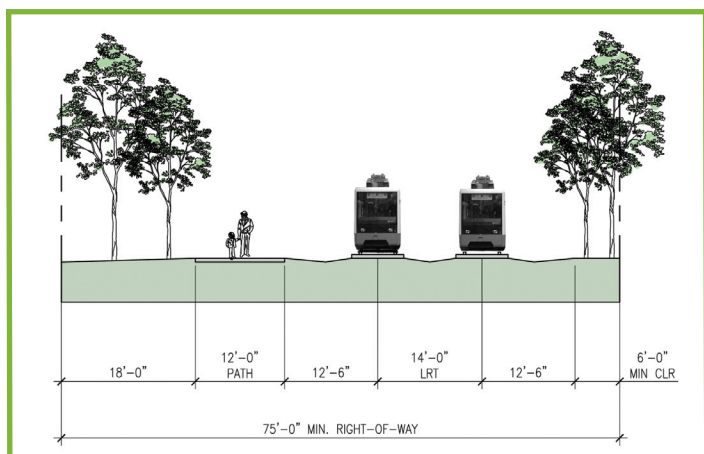 18'-0"
12'-0"
PATH
12'-6"
14'-0"
LRT
12'-6"
6'-0"
MIN CLR
75'-0" MIN. RIGHT-OF-WAY